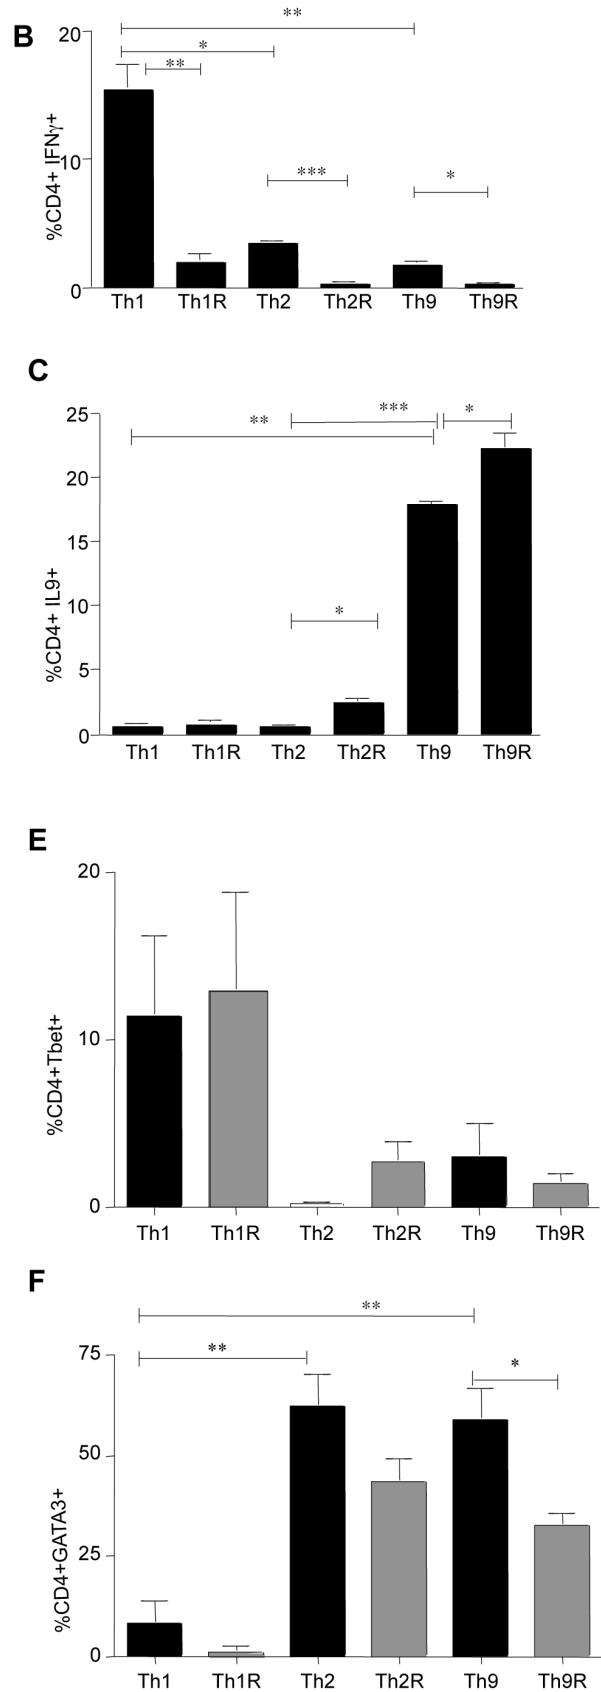 B
**
20
*
**
%CD4+ IFNγ+
10
***
*
0
Th1 Th1R Th2 Th2R Th9 Th9R
C
25
***
*
**
20
15
%CD4+ IL9+
10
*
5
0
Th1 Th1R Th2 Th2R Th9 Th9R
E
20
%CD4+Tbet+
10
0
Th1 Th1R Th2 Th2R Th9 Th9R
F
**
75
**
*
50
%CD4+GATA3+
25
0
Th1 Th1R Th2 Th2R Th9 Th9R